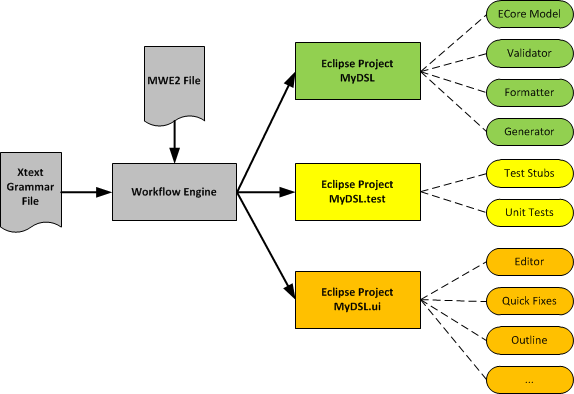 ECore Model
MWE2 File
Eclipse Project
MyDSL
Validator
Formatter
Generator
Xtext
Grammar
File
Workflow Engine
Eclipse Project
MyDSL.test
Test Stubs
Unit Tests
Eclipse Project
MyDSL.ui
Editor
Quick Fixes
Outline
...